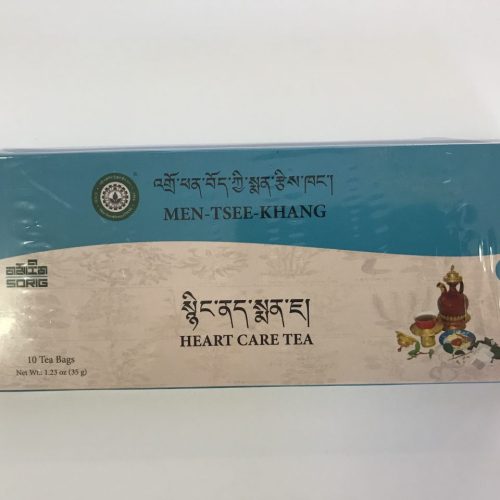 འགྲོ་ཕན་བོད་ཀྱི་སྨན་རྩིས་ཁང་།
MEN-TSEE-KHANG
SORIG
སྙིང་ནད་སྨན་ཇ།
HEART CARE TEA
10 Tea Bags
Net Wt.: 1.23 oz (35 g)